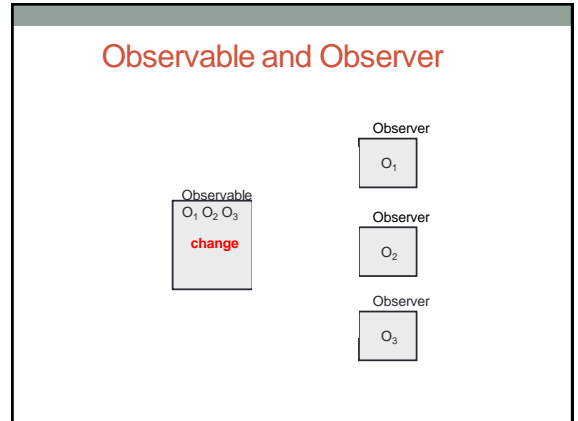 Observable and Observer
Observer
O₁
Observable
O₁ O₂ O₃
change
Observer
O₂
Observer
O₃